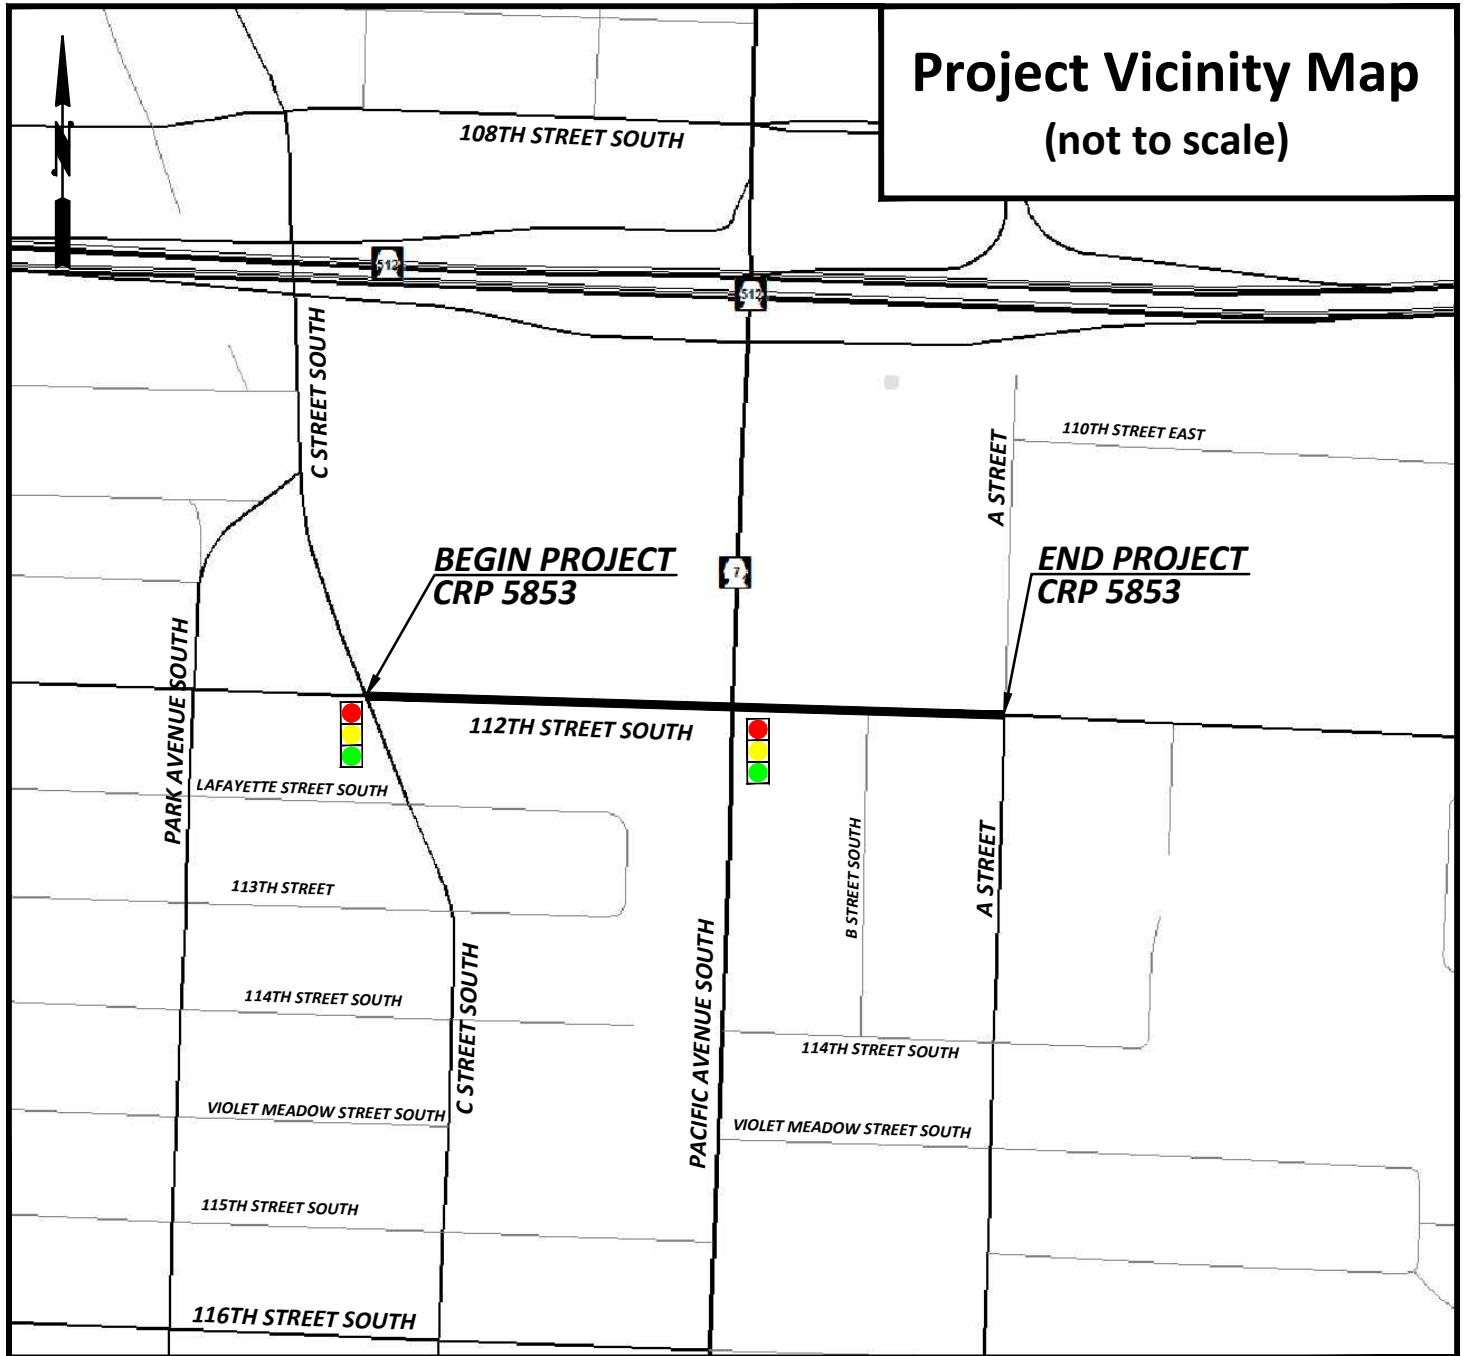 Project Vicinity Map
(not to scale)
108TH STREET SOUTH
N
512
512
C STREET SOUTH
110TH STREET EAST
A STREET
BEGIN PROJECT
CRP 5853
END PROJECT
CRP 5853
7
PARK AVENUE SOUTH
112TH STREET SOUTH
LAFAYETTE STREET SOUTH
113TH STREET
B STREET SOUTH
A STREET
114TH STREET SOUTH
C STREET SOUTH
PACIFIC AVENUE SOUTH
114TH STREET SOUTH
VIOLET MEADOW STREET SOUTH
VIOLET MEADOW STREET SOUTH
115TH STREET SOUTH
116TH STREET SOUTH